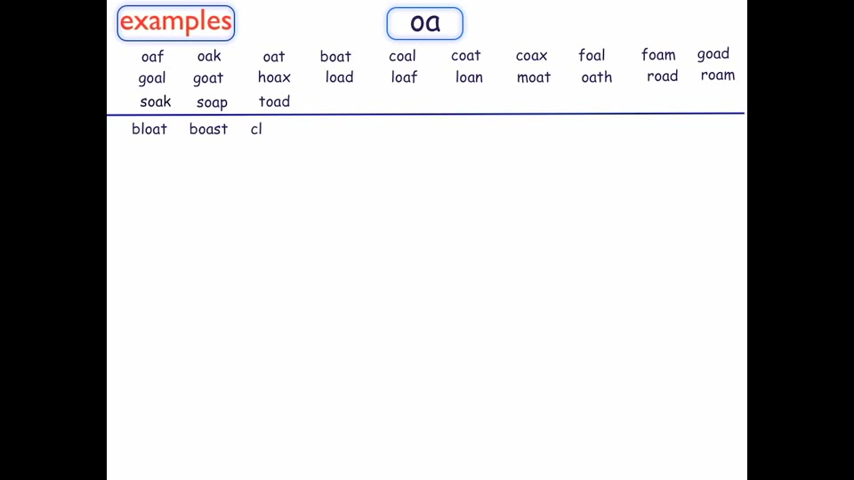 examples oa
oaf oak oat boat coal coat coax foal foam goad
goal goat hoax load loaf loan moat oath road roam
soak soap toad
bloat boast cl